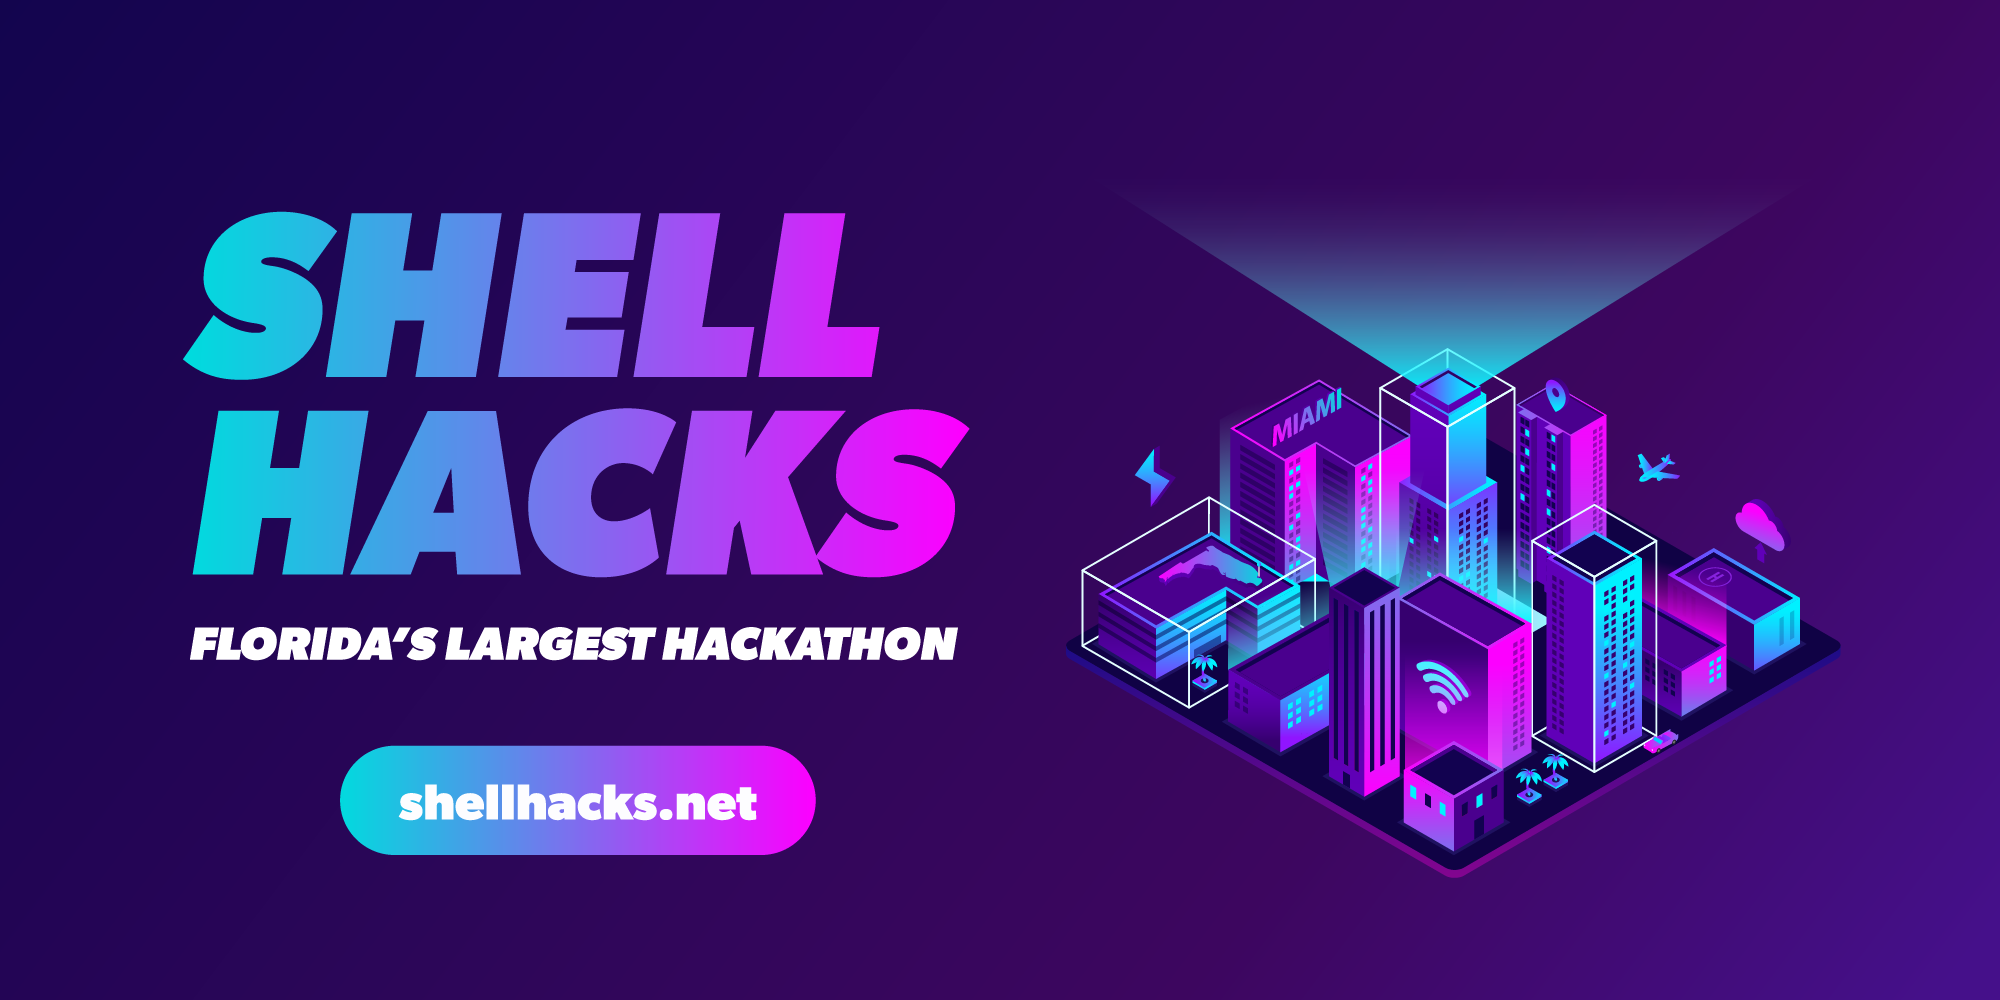 SHELL
HACKS
FLORIDA’S LARGEST HACKATHON
shellhacks.net
MIAMI
H